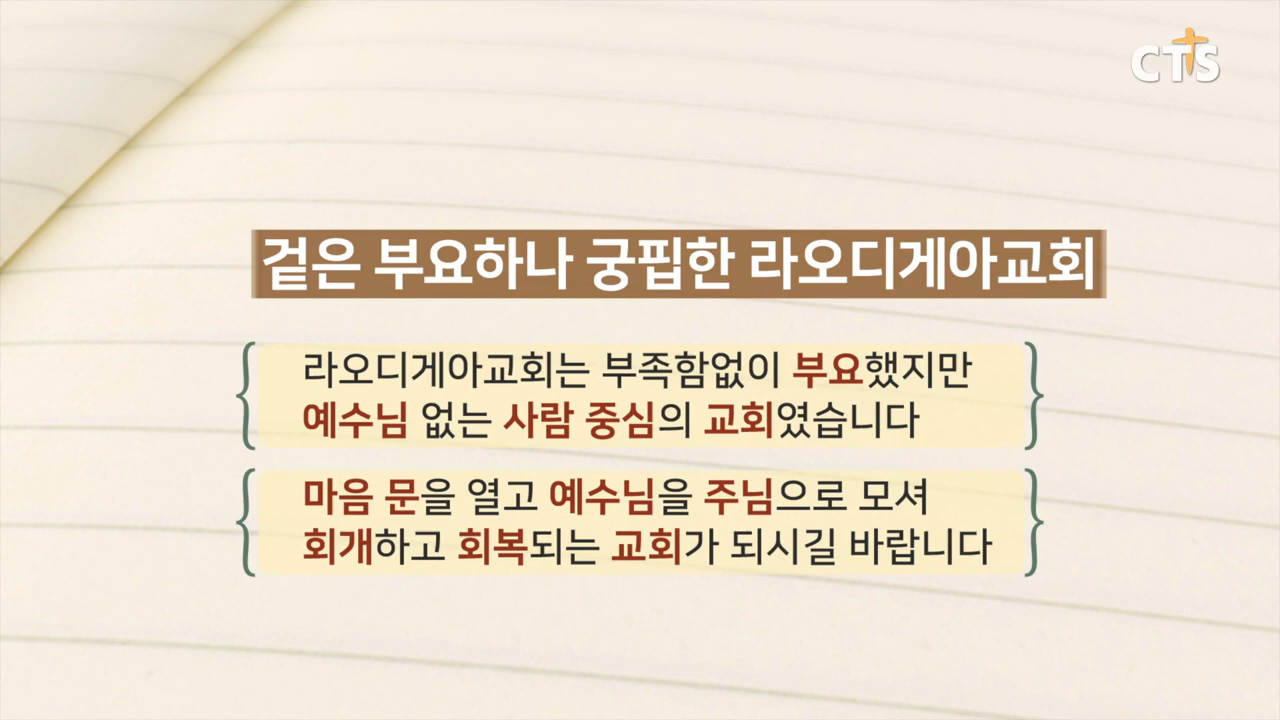 CTS
겉은 부요하나 궁핍한 라오디게아교회
라오디게아교회는 부족함없이 부요했지만
예수님 없는 사람 중심의 교회였습니다
마음 문을 열고 예수님을 주님으로 모셔
회개하고 회복되는 교회가 되시길 바랍니다